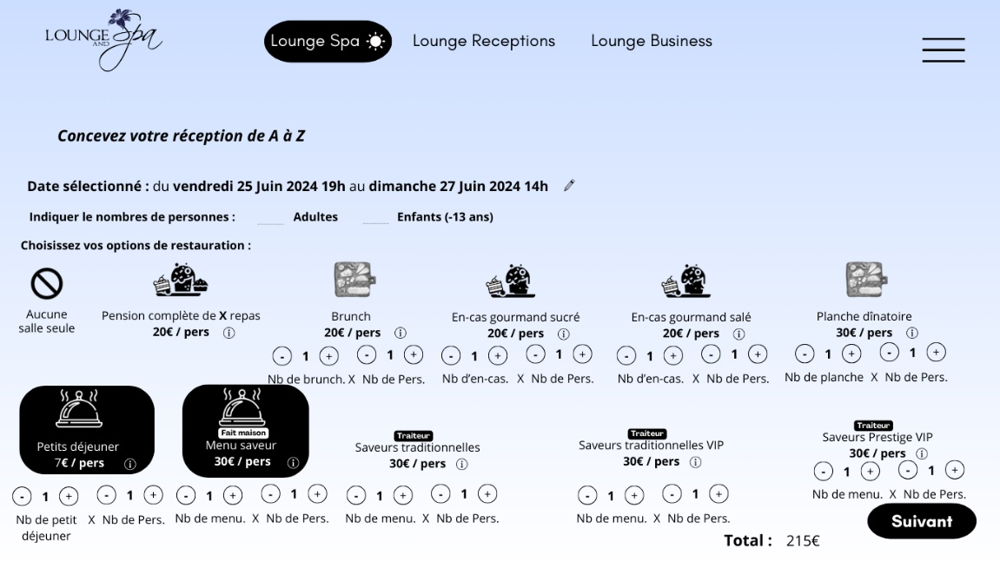 LOUNGE AND Spa
Lounge Spa
Lounge Receptions
Lounge Business
Concevez votre réception de A à Z
Date sélectionné : du vendredi 25 Juin 2024 19h au dimanche 27 Juin 2024 14h
Indiquer le nombres de personnes : Adultes Enfants (-13 ans)
Choisissez vos options de restauration :
Aucune
salle seule
Pension complète de X repas
20€ / pers i
Brunch
20€ / pers i
- 1 + - 1 +
Nb de brunch. X Nb de Pers.
En-cas gourmand sucré
20€ / pers i
- 1 + - 1 +
Nb d’en-cas. X Nb de Pers.
En-cas gourmand salé
20€ / pers i
- 1 + - 1 +
Nb d’en-cas. X Nb de Pers.
Planche dînatoire
30€ / pers i
- 1 + - 1 +
Nb de planche X Nb de Pers.
Petits déjeuner
7€ / pers i
- 1 + - 1 +
Nb de petit X Nb de Pers.
déjeuner
Fait maison
Menu saveur
30€ / pers i
- 1 + - 1 +
Nb de menu. X Nb de Pers.
Traiteur
Saveurs traditionnelles
30€ / pers i
- 1 + - 1 +
Nb de menu. X Nb de Pers.
Traiteur
Saveurs traditionnelles VIP
30€ / pers i
- 1 + - 1 +
Nb de menu. X Nb de Pers.
Traiteur
Saveurs Prestige VIP
30€ / pers i
- 1 + - 1 +
Nb de menu. X Nb de Pers.
Suivant
Total : 215€